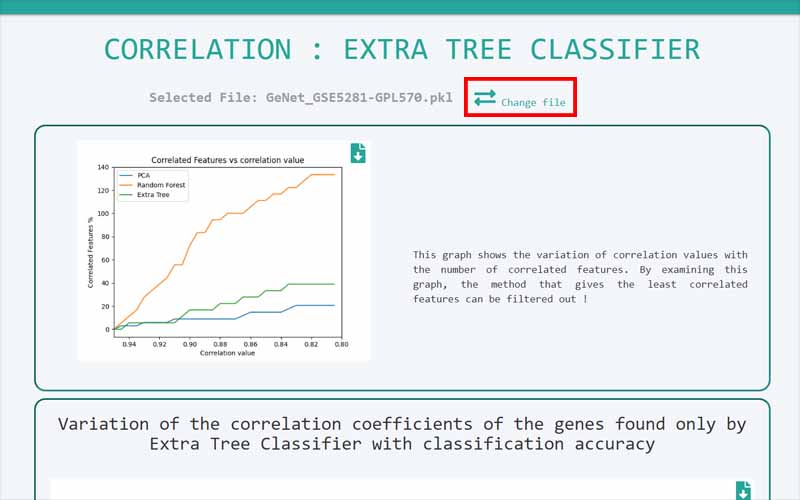 CORRELATION : EXTRA TREE CLASSIFIER
Selected File: GeNet_GSE5281-GPL570.pkl
Change file
Correlated Features vs correlation value
PCA
Random Forest
Extra Tree
Correlated Features %
140
120
100
80
60
40
20
0
0.94 0.92 0.90 0.88 0.86 0.84 0.82 0.80
Correlation value
This graph shows the variation of correlation values with
the number of correlated features. By examining this
graph, the method that gives the least correlated
features can be filtered out !
Variation of the correlation coefficients of the genes found only by
Extra Tree Classifier with classification accuracy